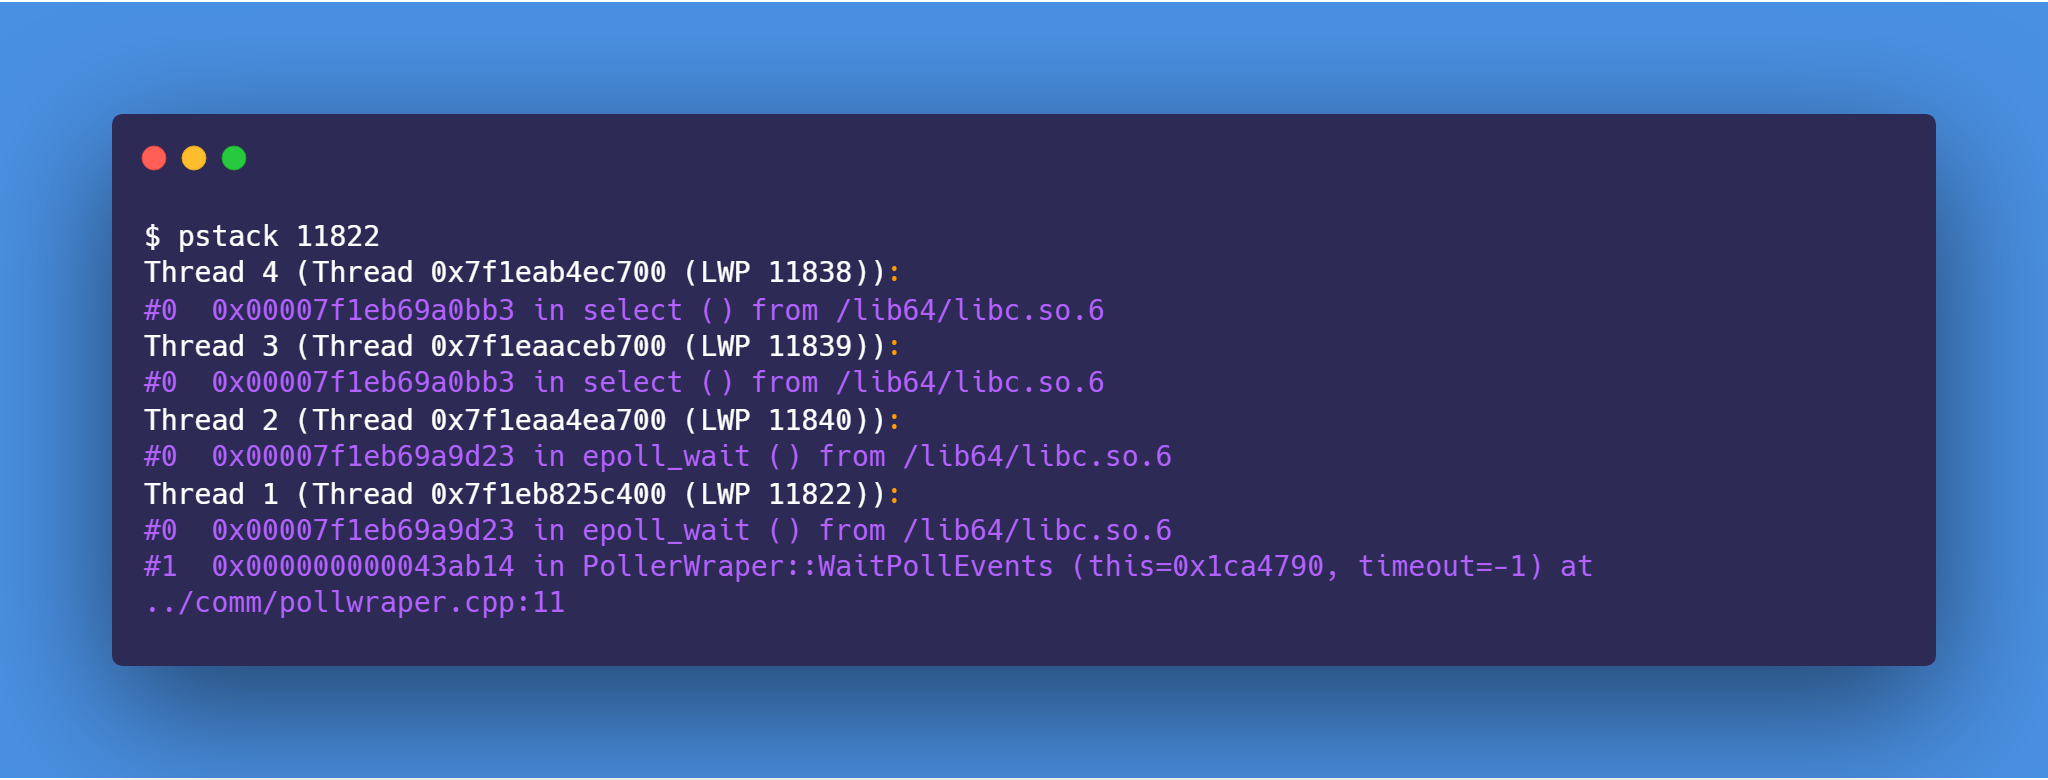 $ pstack 11822
Thread 4 (Thread 0x7f1eab4ec700 (LWP 11838)):
#0  0x00007f1eb69a0bb3 in select () from /lib64/libc.so.6
Thread 3 (Thread 0x7f1eaaceb700 (LWP 11839)):
#0  0x00007f1eb69a0bb3 in select () from /lib64/libc.so.6
Thread 2 (Thread 0x7f1eaa4ea700 (LWP 11840)):
#0  0x00007f1eb69a9d23 in epoll_wait () from /lib64/libc.so.6
Thread 1 (Thread 0x7f1eb825c400 (LWP 11822)):
#0  0x00007f1eb69a9d23 in epoll_wait () from /lib64/libc.so.6
#1  0x000000000043ab14 in PollerWraper::WaitPollEvents (this=0x1ca4790, timeout=-1) at
../comm/pollwraper.cpp:11